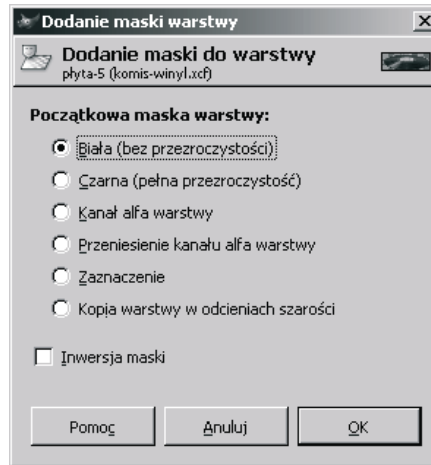 Dodanie maski warstwy
Dodanie maski do warstwy
płyta-5 (komis-winyl.xcf)
Początkowa maska warstwy:
Biała (bez przezroczystości)
Czarna (pełna przezroczystość)
Kanał alfa warstwy
Przeniesienie kanału alfa warstwy
Zaznaczenie
Kopia warstwy w odcieniach szarości
Inwersja maski
Pomoc
Anuluj
OK